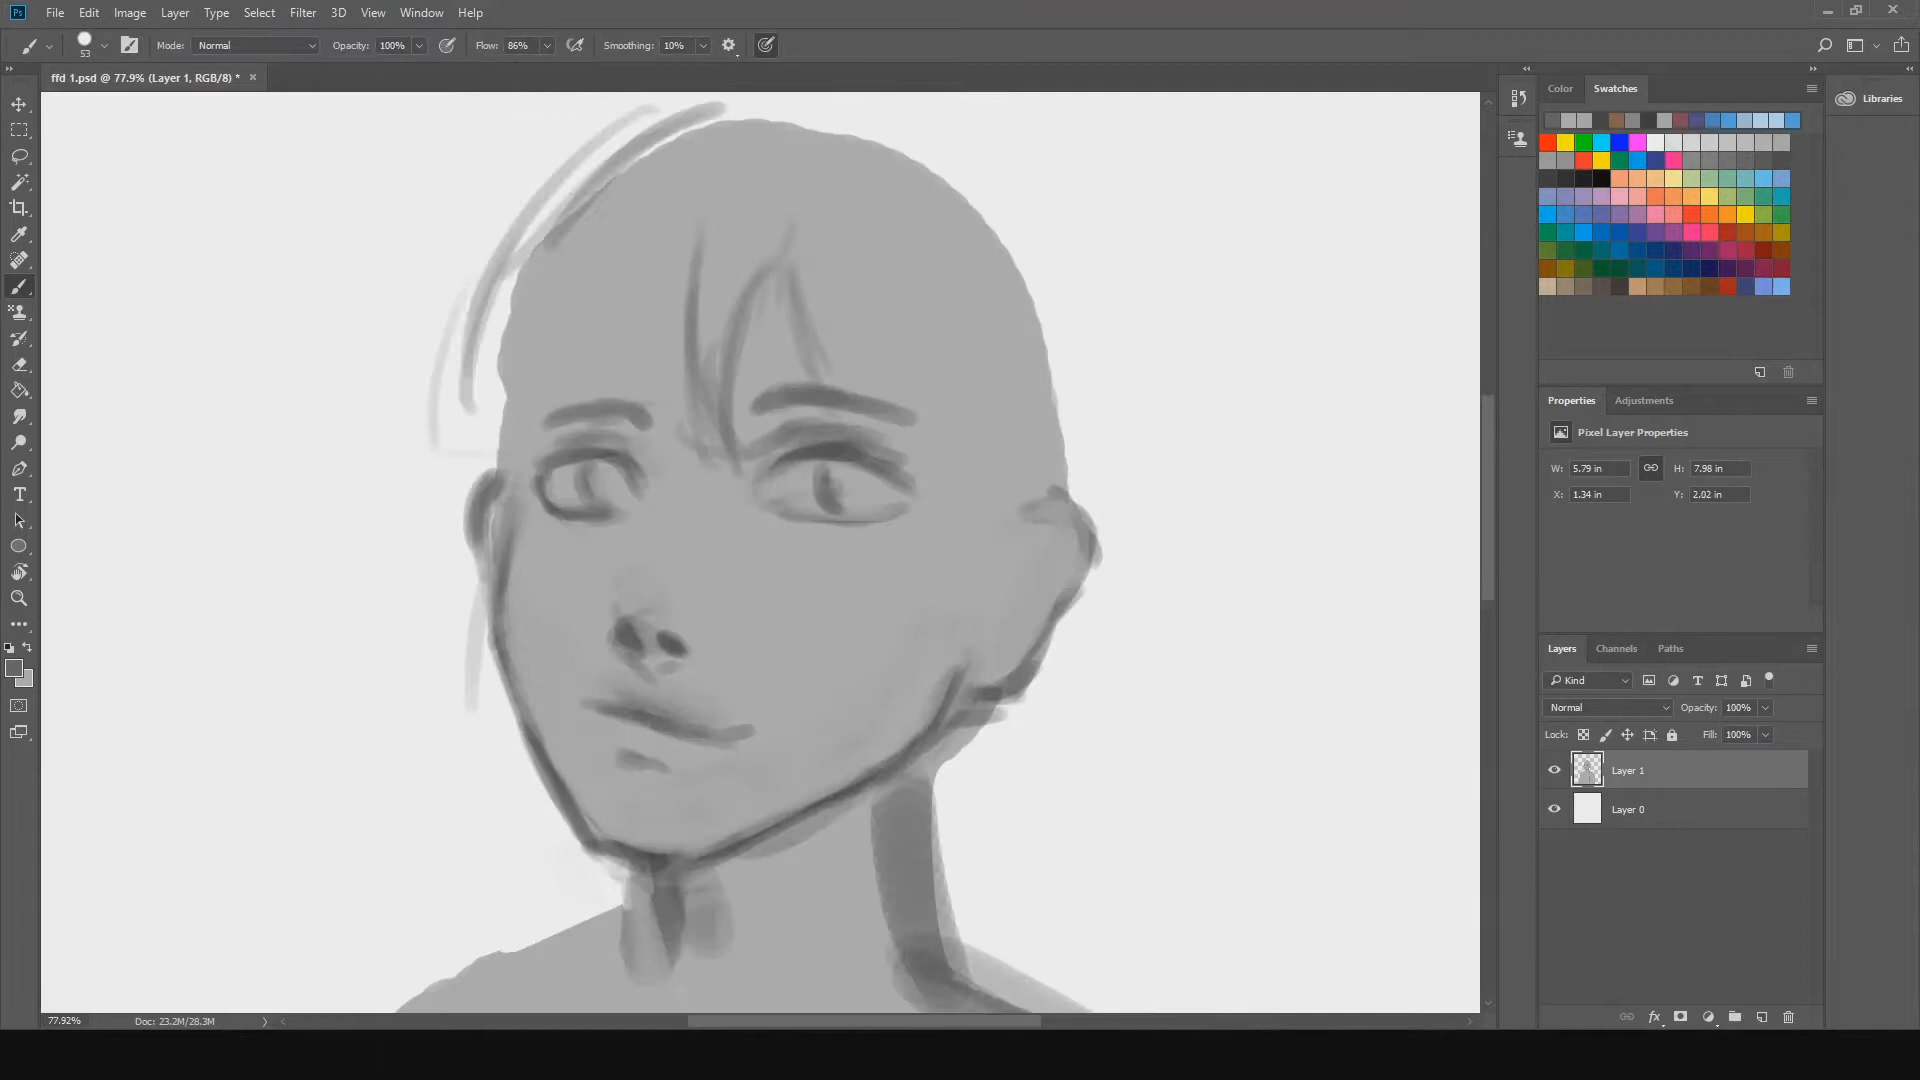 Ps File Edit Image Layer Type Select Filter 3D View Window Help
53 Mode: Normal Opacity: 100% Flow: 86% Smoothing: 10%
ffd 1.psd @ 77.9% (Layer 1, RGB/8) *
Color Swatches
Libraries
Properties Adjustments
Pixel Layer Properties
W: 5.79 in H: 7.98 in
X: 1.34 in Y: 2.02 in
Layers Channels Paths
Kind
Normal Opacity: 100%
Lock: Fill: 100%
Layer 1
Layer 0
fx
77.92% Doc: 23.2M/28.3M